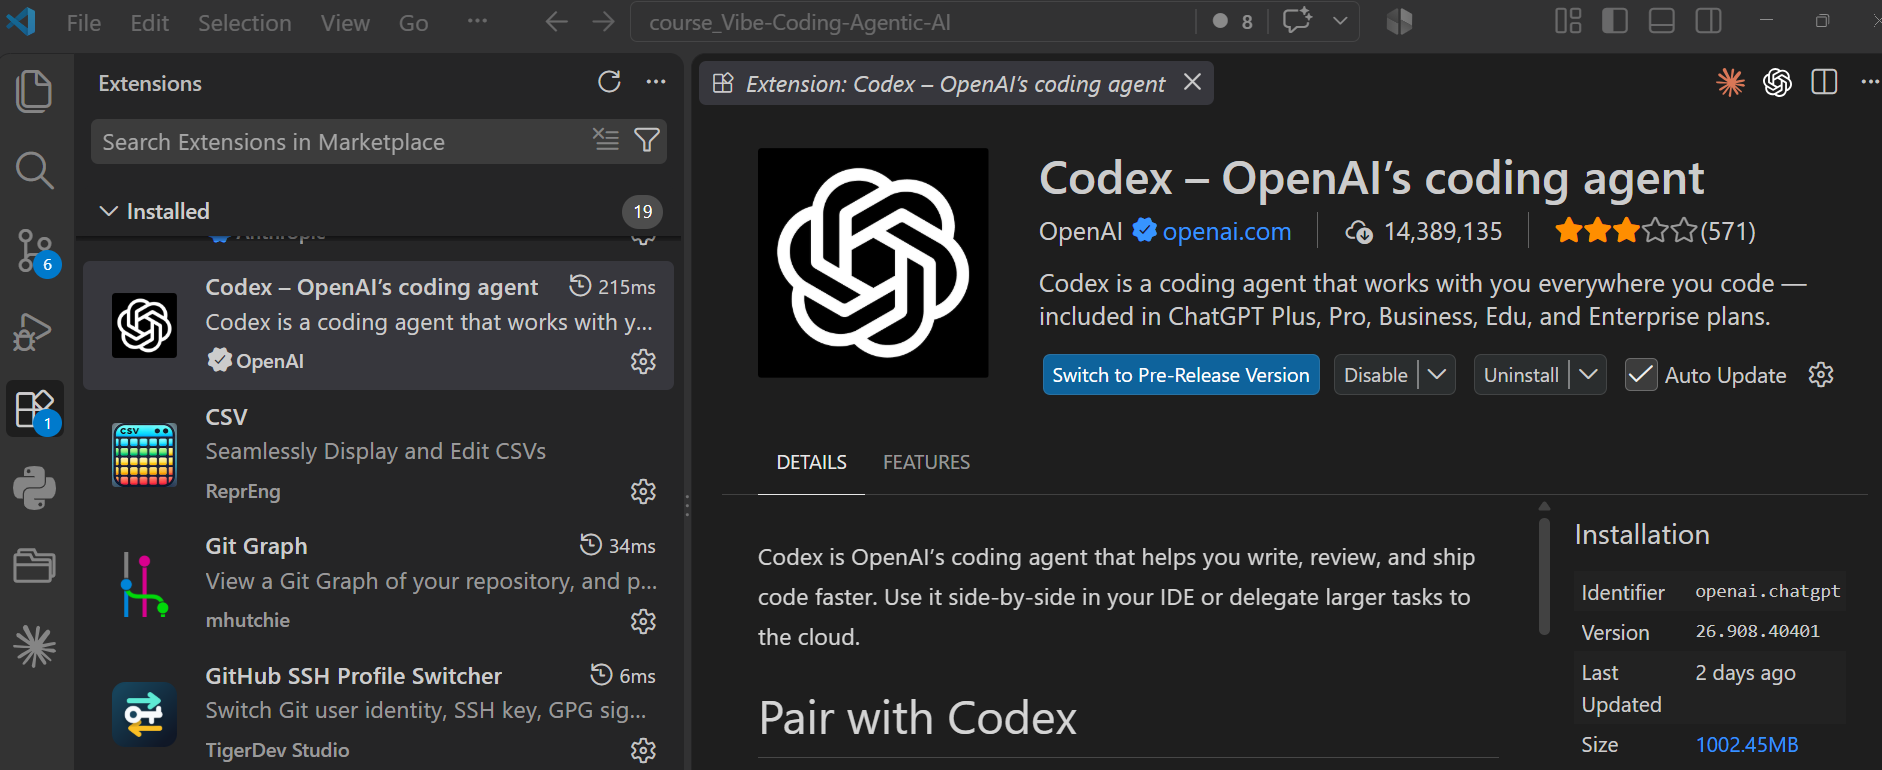 File Edit Selection View Go ··· course_Vibe-Coding-Agentic-AI 8
Extensions
Search Extensions in Marketplace
Installed 19
Anthropic
Codex – OpenAI’s coding agent 215ms
Codex is a coding agent that works with y...
OpenAI
CSV
Seamlessly Display and Edit CSVs
ReprEng
Git Graph 34ms
View a Git Graph of your repository, and p...
mhutchie
GitHub SSH Profile Switcher 6ms
Switch Git user identity, SSH key, GPG sig...
TigerDev Studio
6
1
CSV
Extension: Codex – OpenAI’s coding agent
Codex – OpenAI’s coding agent
OpenAI openai.com 14,389,135 (571)
Codex is a coding agent that works with you everywhere you code —
included in ChatGPT Plus, Pro, Business, Edu, and Enterprise plans.
Switch to Pre-Release Version Disable Uninstall Auto Update
DETAILS FEATURES
Codex is OpenAI’s coding agent that helps you write, review, and ship
code faster. Use it side-by-side in your IDE or delegate larger tasks to
the cloud.
Pair with Codex
Installation
Identifier openai.chatgpt
Version 26.908.40401
Last 2 days ago
Updated
Size 1002.45MB